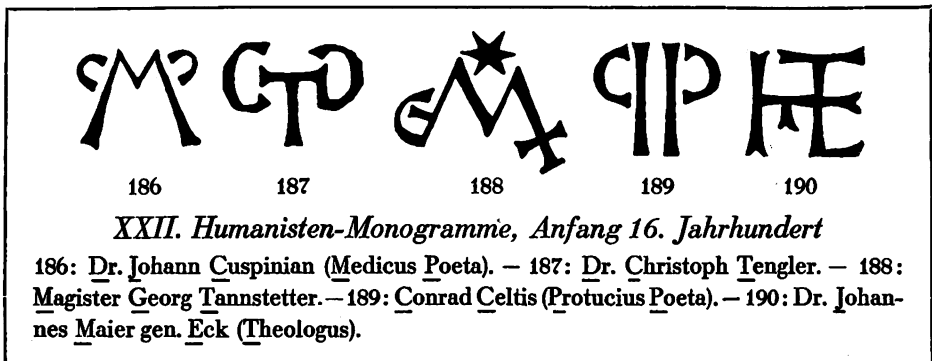 186 187 188 189 190
XXII. Humanisten-Monogramme, Anfang 16. Jahrhundert
186: Dr. Johann Cuspinian (Medicus Poeta). — 187: Dr. Christoph Tengler. — 188:
Magister Georg Tannstetter.—189: Conrad Celtis (Protucius Poeta).—190: Dr. Johan-
nes Maier gen. Eck (Theologus).